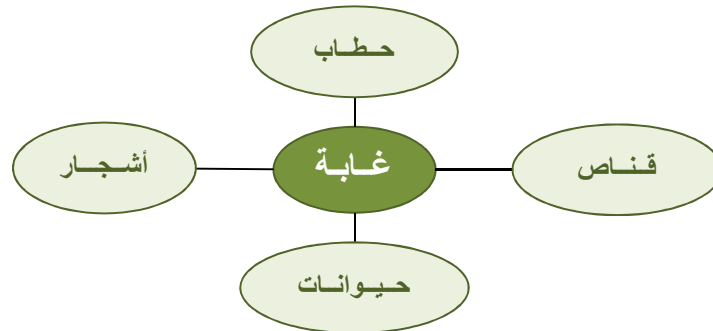 حطاب
قناص
غابة
أشجار
حيوانات